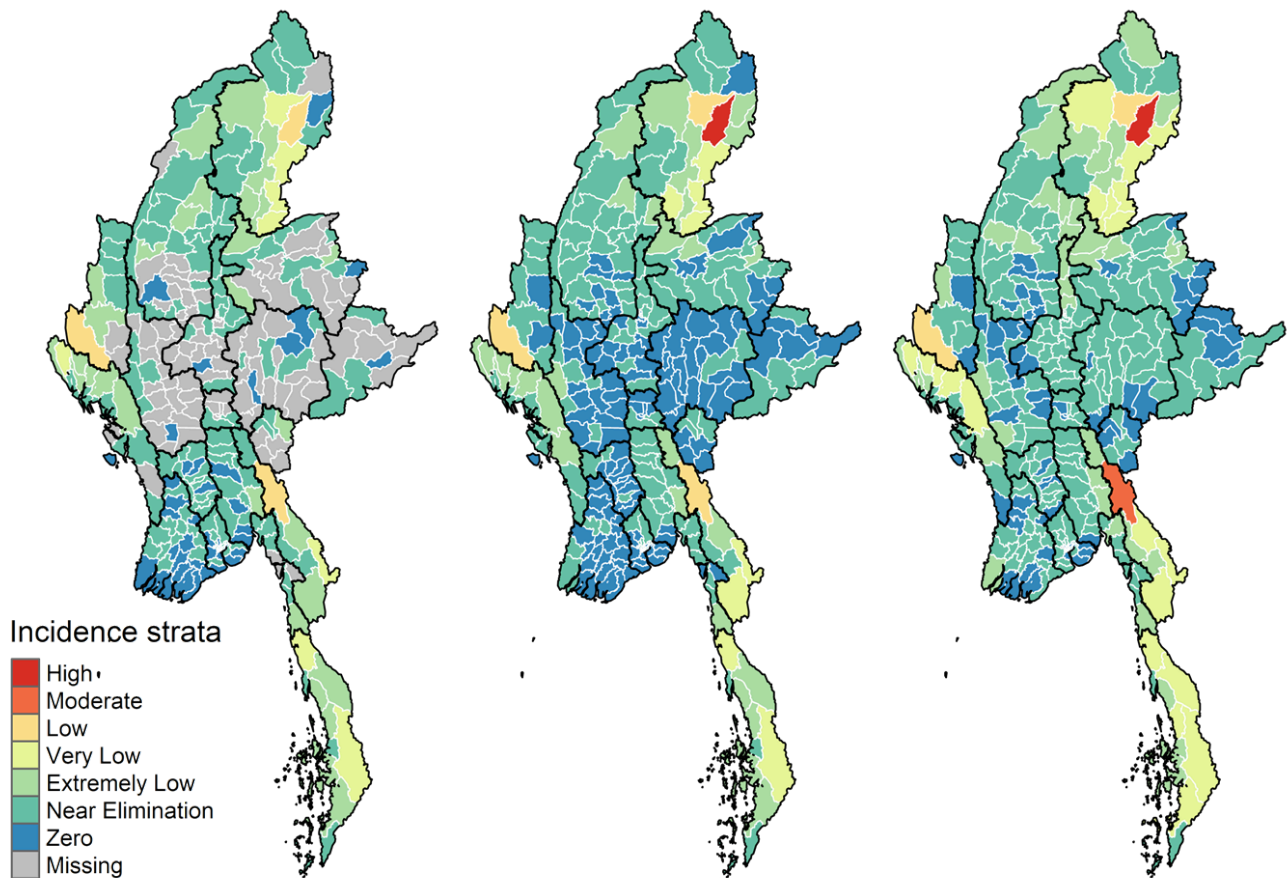 Incidence strata
High
Moderate
Low
Very Low
Extremely Low
Near Elimination
Zero
Missing